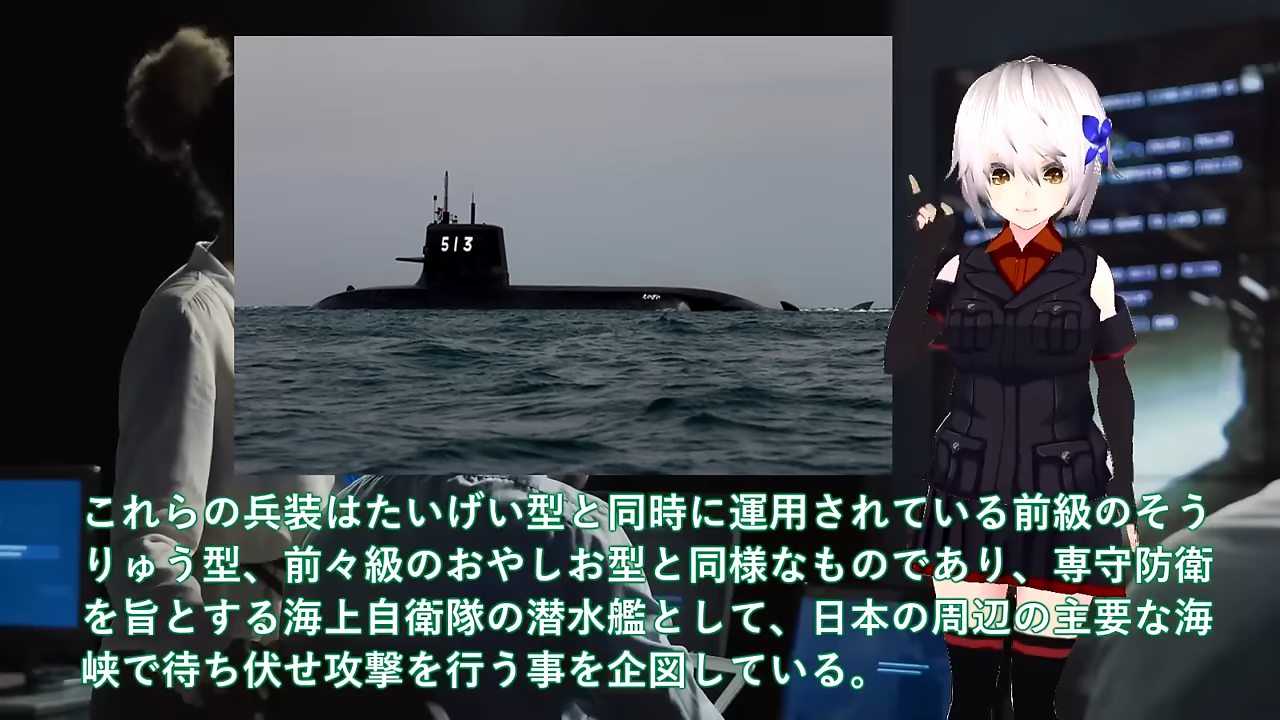 513
これらの兵装はたいげい型と同時に運用されている前級のそう
りゅう型、前々級のおやしお型と同様なものであり、専守防衛
を旨とする海上自衛隊の潜水艦として、日本の周辺の主要な海
峡で待ち伏せ攻撃を行う事を企図している。